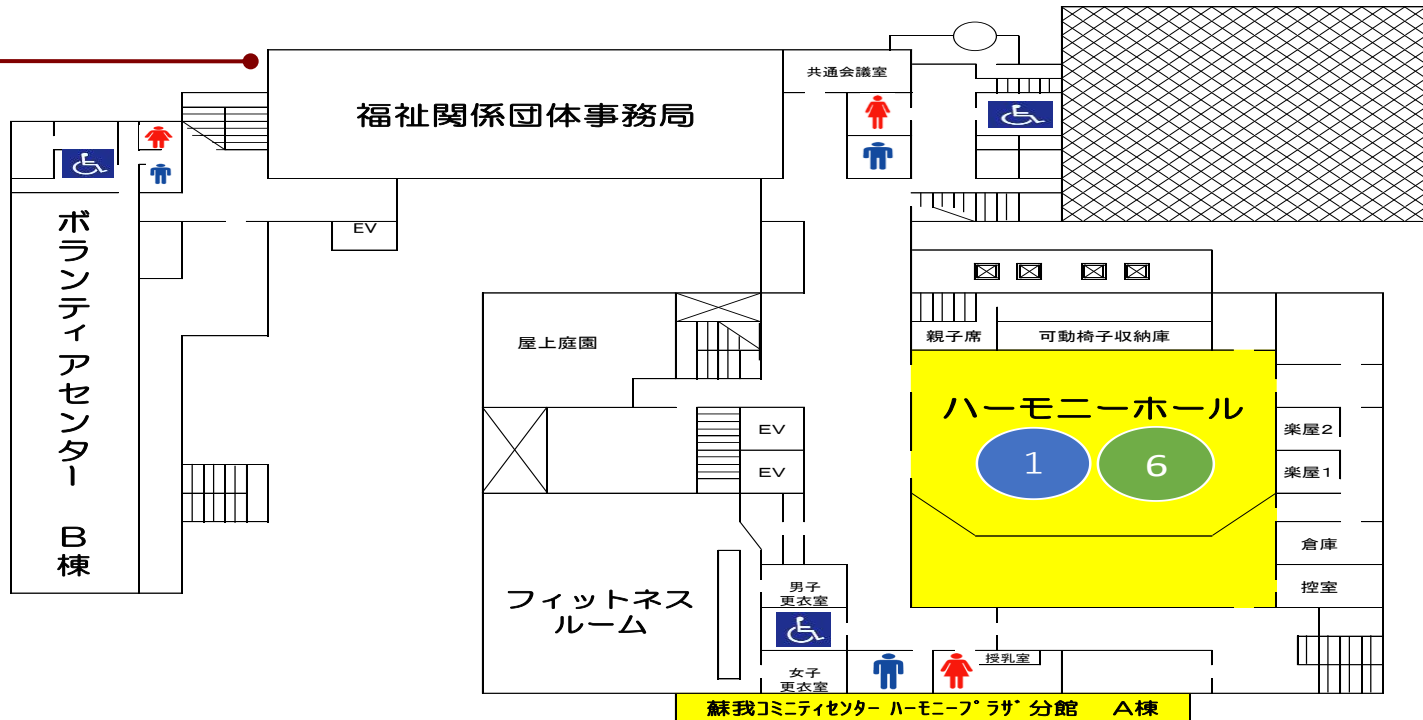 共通会議室
福祉関係団体事務局
EV
ボランティアセンター B棟
屋上庭園
親子席
可動椅子収納庫
ハーモニーホール
EV
楽屋2
1
6
EV
楽屋1
倉庫
男子
更衣室
控室
フィットネス
ルーム
授乳室
女子
更衣室
蘇我コミニティセンター ハーモニープラザ 分館 A棟